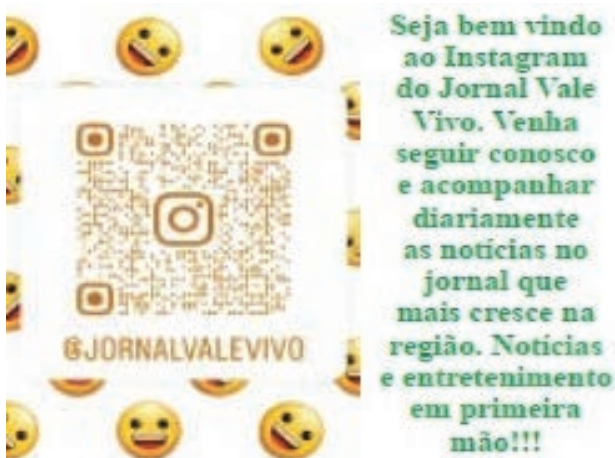 @JORNALVALEVIVO
Seja bem vindo
ao Instagram
do Jornal Vale
Vivo. Venha
seguir conosco
e acompanhar
diariamente
as notícias no
jornal que
mais cresce na
região. Notícias
e entretenimento
em primeira
mão!!!